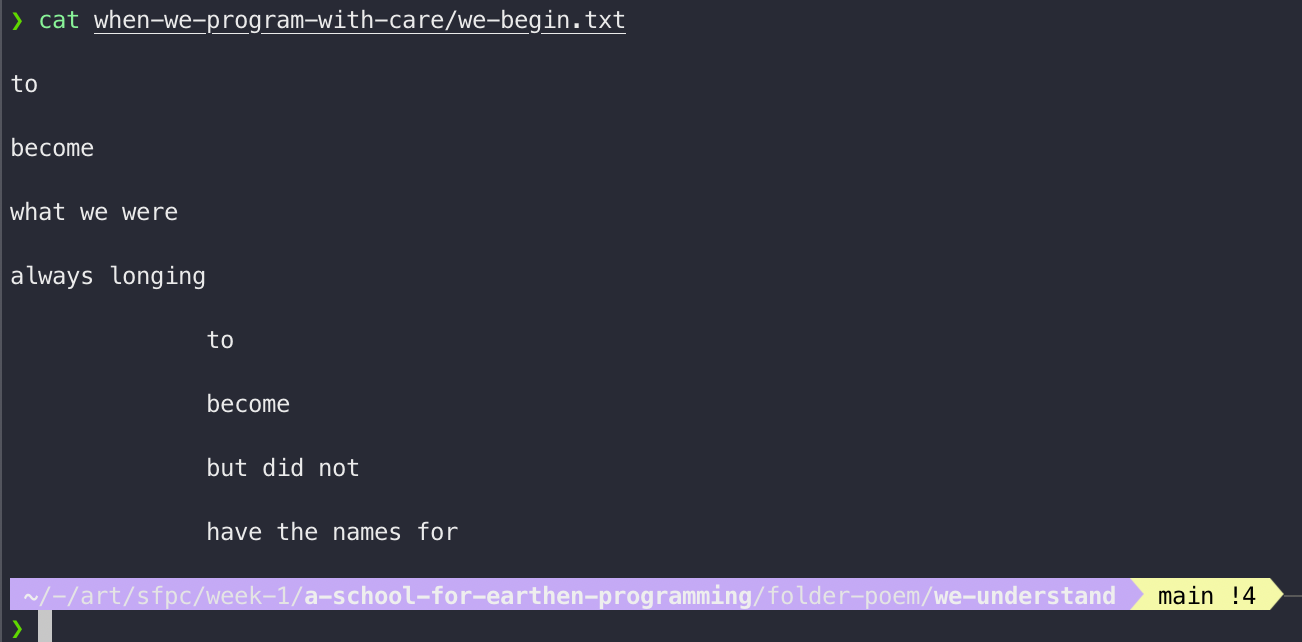 ❯ cat when-we-program-with-care/we-begin.txt
to
become
what we were
always longing
to
become
but did not
have the names for
~/-/art/sfpc/week-1/a-school-for-earthen-programming/folder-poem/we-understand main !4
❯